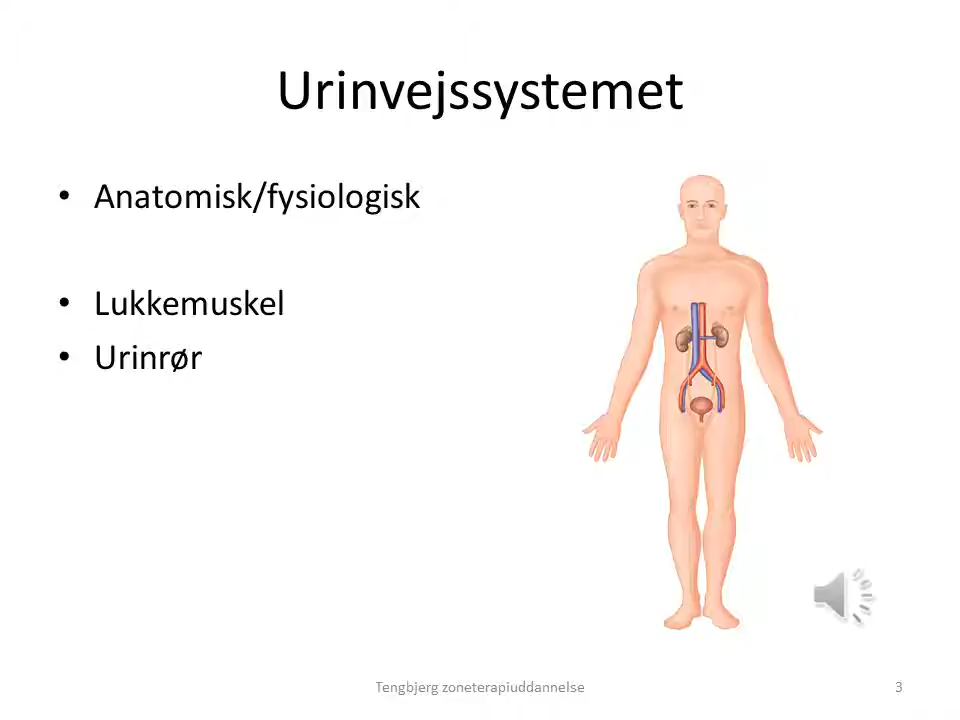 Urinvejssystemet
• Anatomisk/fysiologisk
• Lukkemuskel
• Urinrør
Tengbjerg zoneterapiuddannelse
3